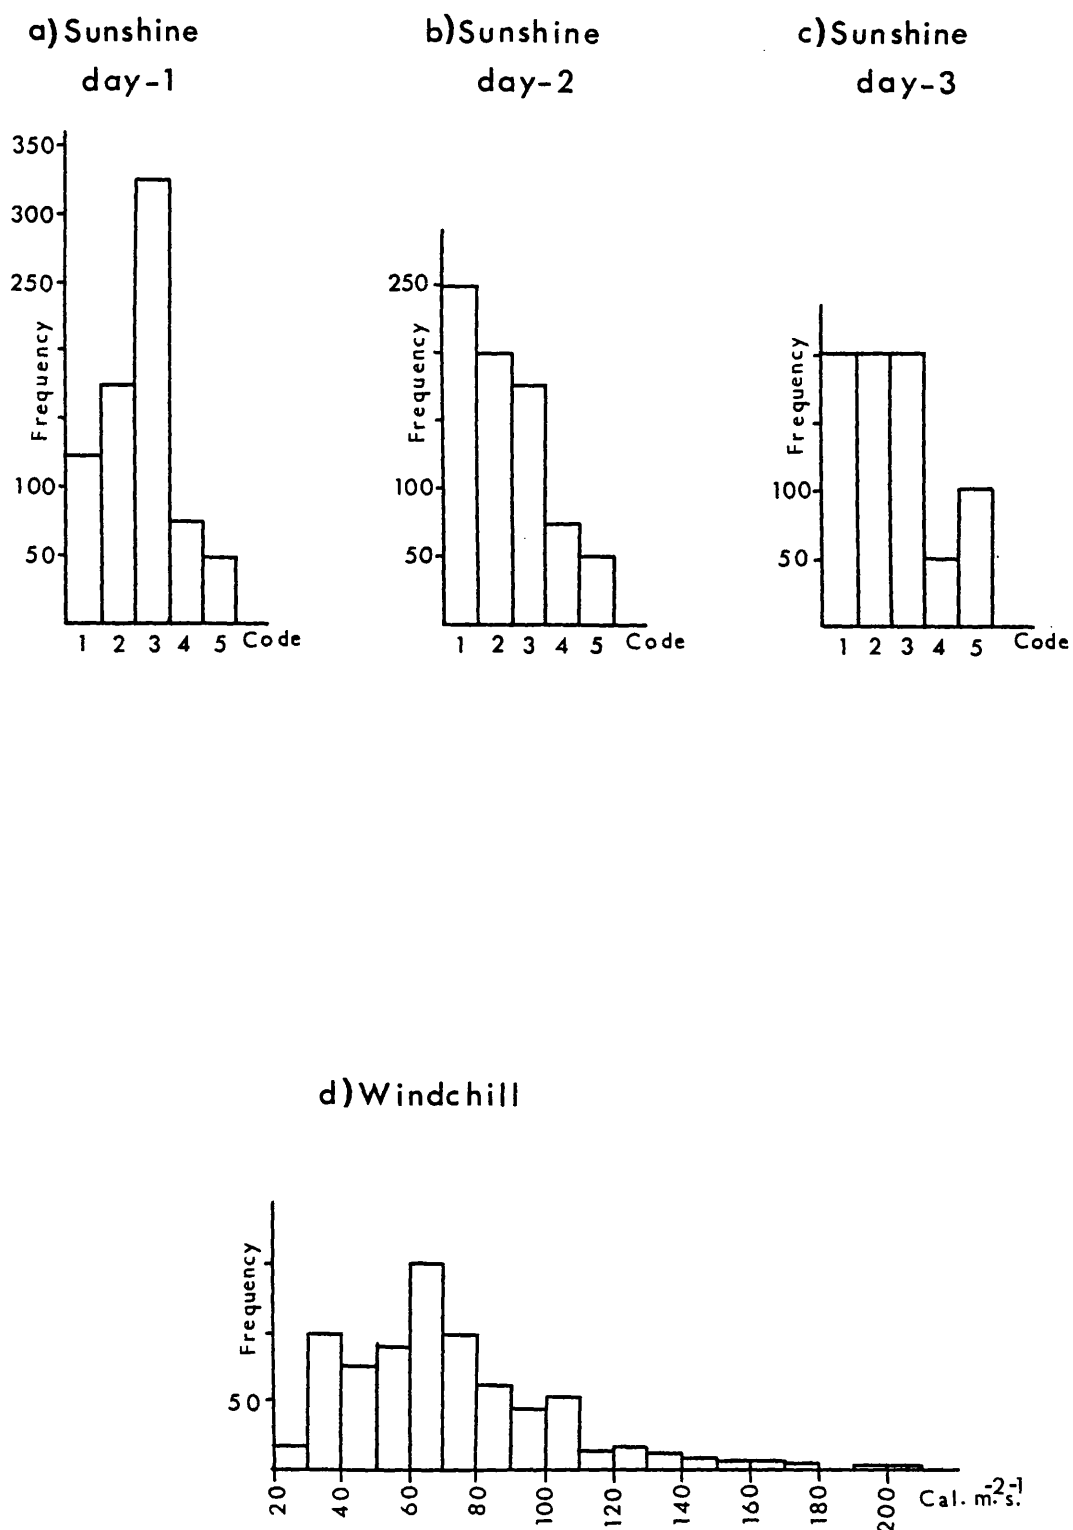 a) Sunshine
day-1
350
300
250
100
50
Frequency
1 2 3 4 5 Code
b) Sunshine
day-2
250
100
50
Frequency
1 2 3 4 5 Code
c) Sunshine
day-3
100
50
Frequency
1 2 3 4 5 Code
d) Windchill
Frequency
50
20 40 60 80 100 120 140 160 180 200 Cal. m.⁻²s.⁻¹